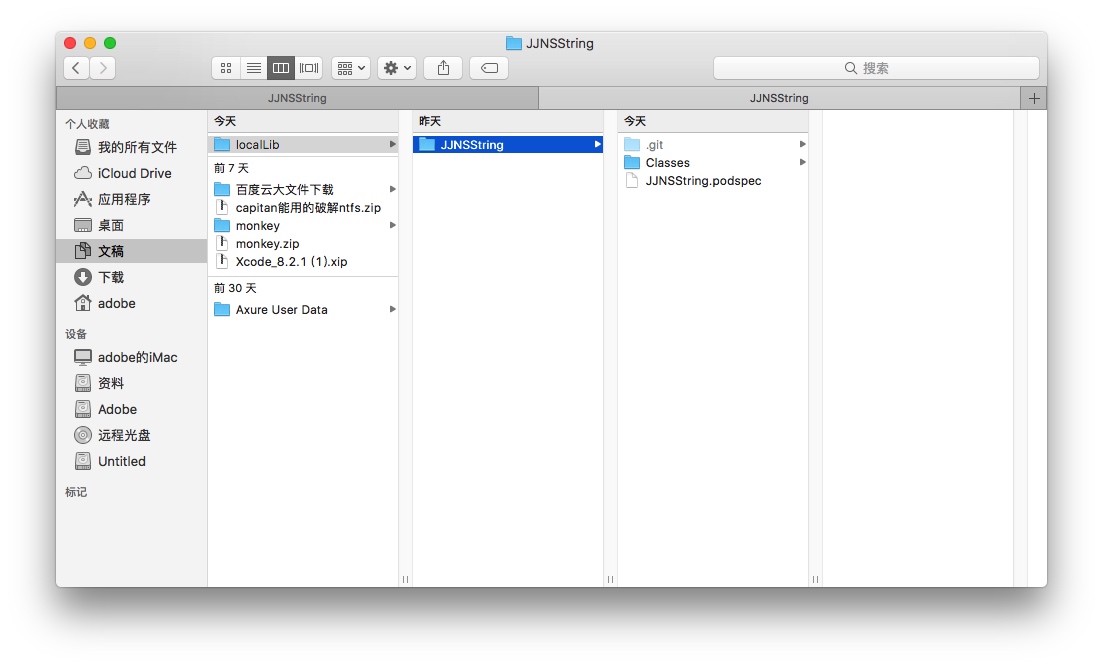 JJNSString
搜索
JJNSString
JJNSString
个人收藏
我的所有文件
iCloud Drive
应用程序
桌面
文稿
下载
adobe
设备
adobe的iMac
资料
Adobe
远程光盘
Untitled
标记
今天
localLib
前 7 天
百度云大文件下载
capitan能用的破解ntfs.zip
monkey
monkey.zip
Xcode_8.2.1 (1).xip
前 30 天
Axure User Data
昨天
JJNSString
今天
.git
Classes
JJNSString.podspec